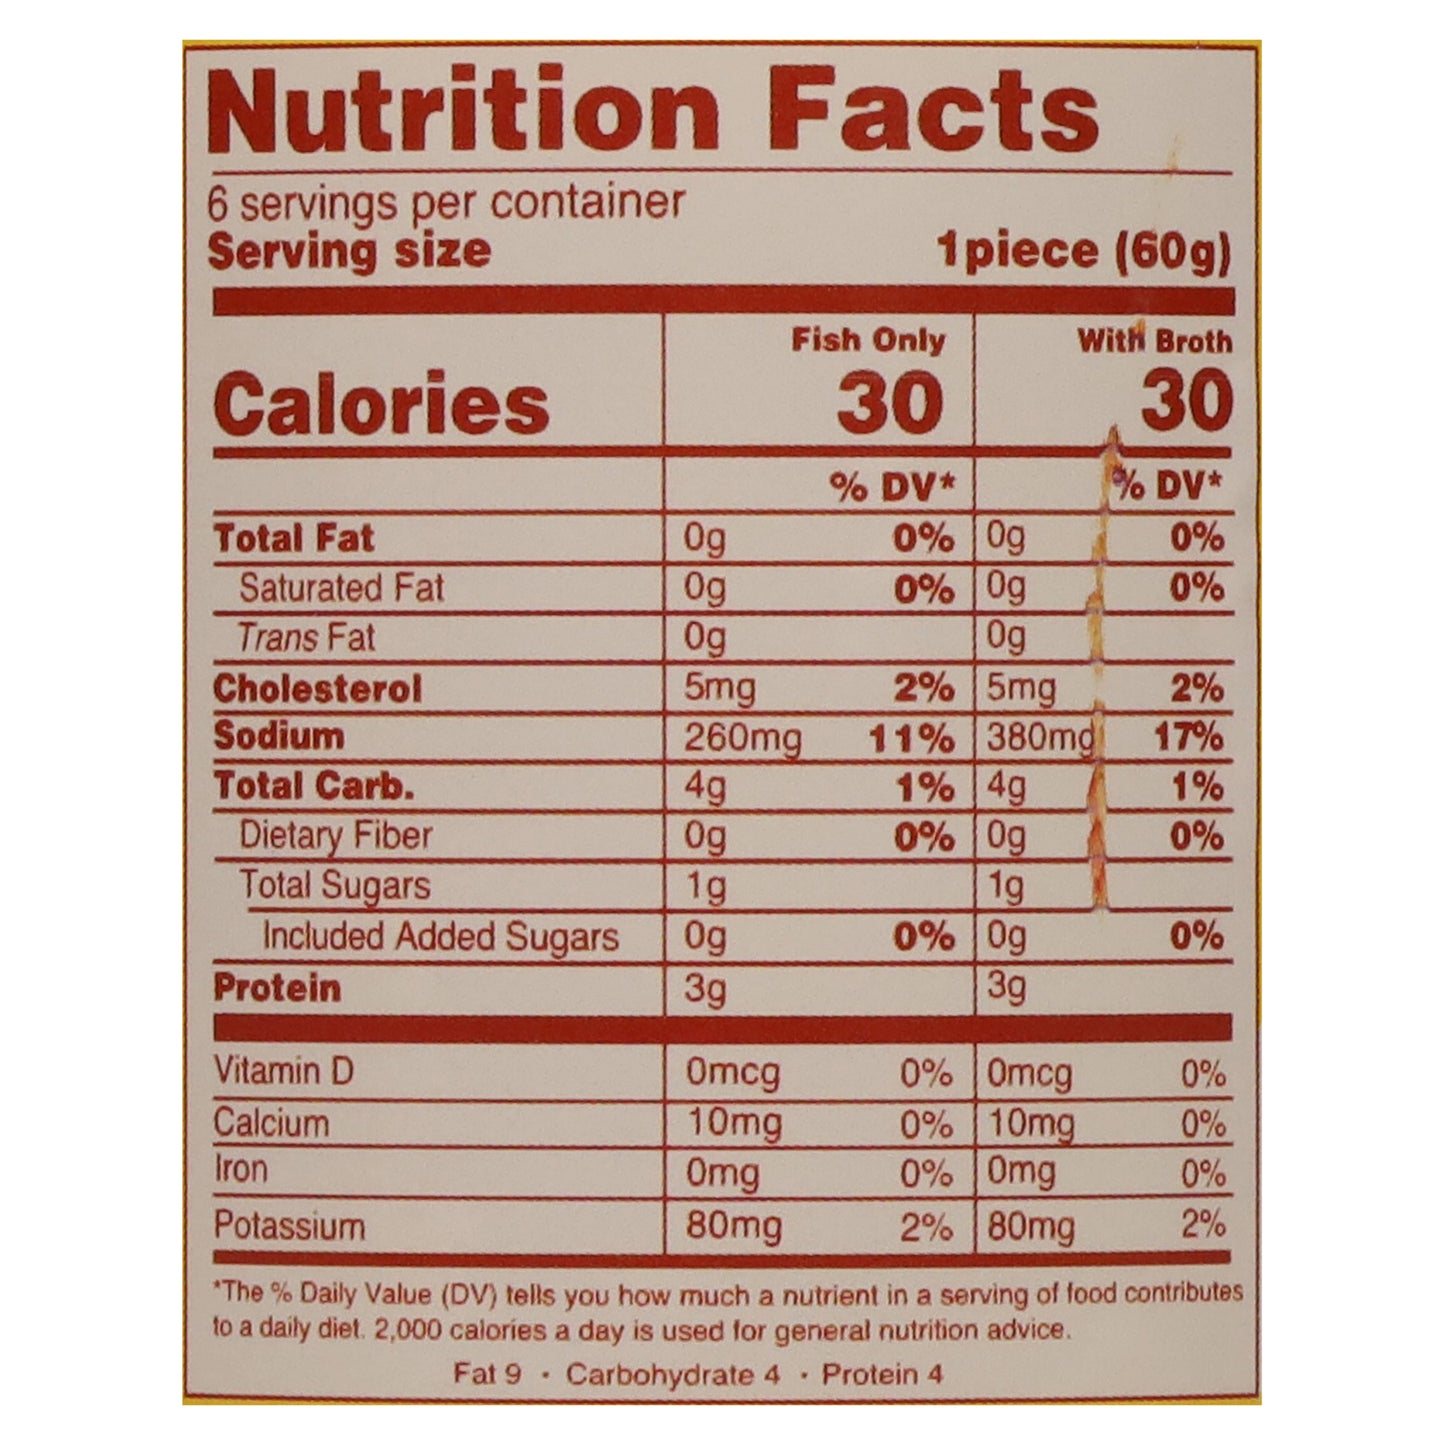 Nutrition Facts
6 servings per container
Serving size 1piece (60g)
Fish Only With Broth
Calories 30 30
% DV* % DV*
Total Fat 0g 0% 0g 0%
Saturated Fat 0g 0% 0g 0%
Trans Fat 0g 0g
Cholesterol 5mg 2% 5mg 2%
Sodium 260mg 11% 380mg 17%
Total Carb. 4g 1% 4g 1%
Dietary Fiber 0g 0% 0g 0%
Total Sugars 1g 1g
Included Added Sugars 0g 0% 0g 0%
Protein 3g 3g
Vitamin D 0mcg 0% 0mcg 0%
Calcium 10mg 0% 10mg 0%
Iron 0mg 0% 0mg 0%
Potassium 80mg 2% 80mg 2%
*The % Daily Value (DV) tells you how much a nutrient in a serving of food contributes
to a daily diet. 2,000 calories a day is used for general nutrition advice.
Fat 9 · Carbohydrate 4 · Protein 4